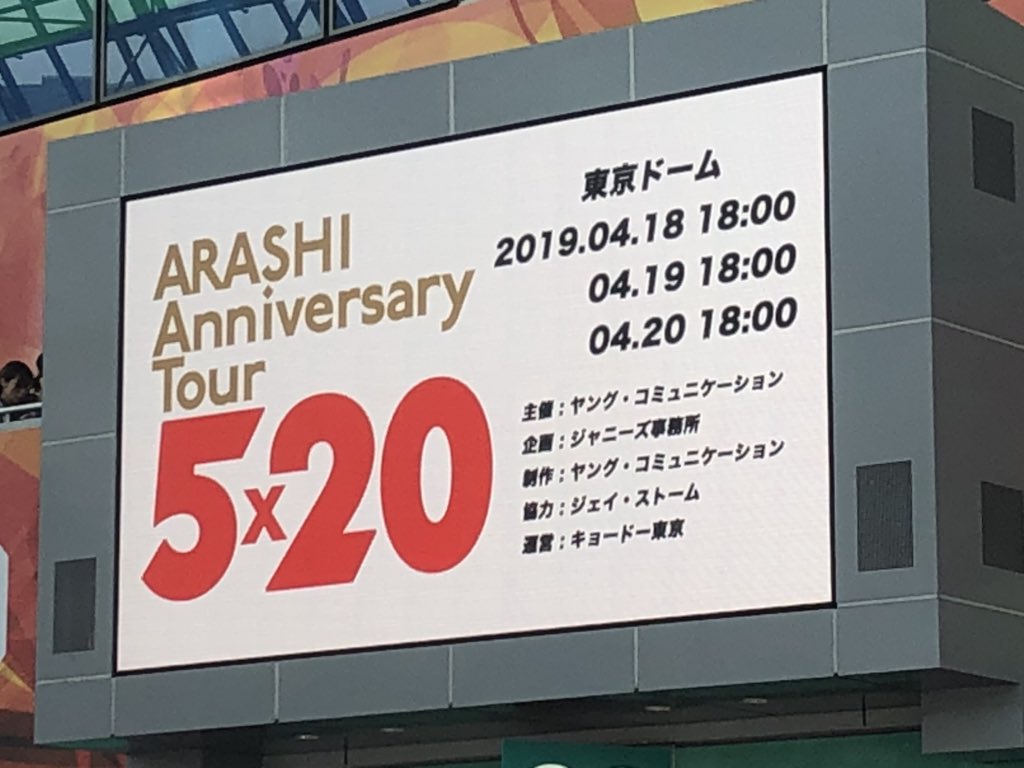 ARASHI
Anniversary
Tour
5x20
東京ドーム
2019.04.18 18:00
04.19 18:00
04.20 18:00
主催：ヤング・コミュニケーション
企画：ジャニーズ事務所
制作：ヤング・コミュニケーション
協力：ジェイ・ストーム
運営：キョードー東京